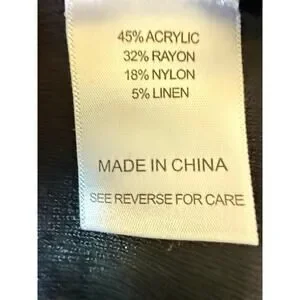 45% ACRYLIC
32% RAYON
18% NYLON
5% LINEN
MADE IN CHINA
SEE REVERSE FOR CARE